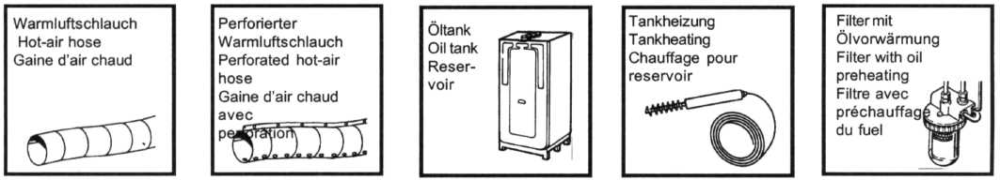 Warmluftschlauch
Hot-air hose
Gaine d'air chaud
Perforierter
Warmluftschlauch
Perforated hot-air
hose
Gaine d'air chaud
avec
perforation
Öltank
Oil tank
Reser-
voir
Tankheizung
Tankheating
Chauffage pour
reservoir
Filter mit
Ölvorwärmung
Filter with oil
preheating
Filtre avec
préchauffage
du fuel